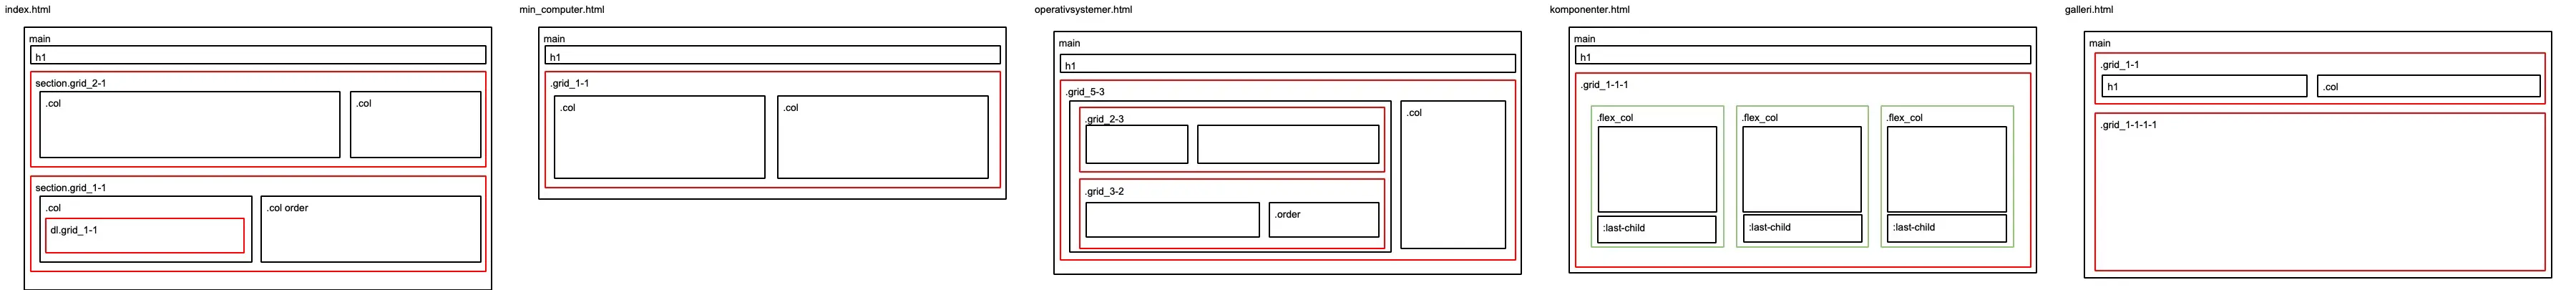 index.html
main
h1
section.grid_2-1
.col
.col
section.grid_1-1
.col
.col order
dl.grid_1-1
min_computer.html
main
h1
.grid_1-1
.col
.col
operativsystemer.html
main
h1
.grid_5-3
.grid_2-3
.col
.grid_3-2
.order
komponenter.html
main
h1
.grid_1-1-1
.flex_col
.flex_col
.flex_col
:last-child
:last-child
:last-child
galleri.html
main
.grid_1-1
h1
.col
.grid_1-1-1-1